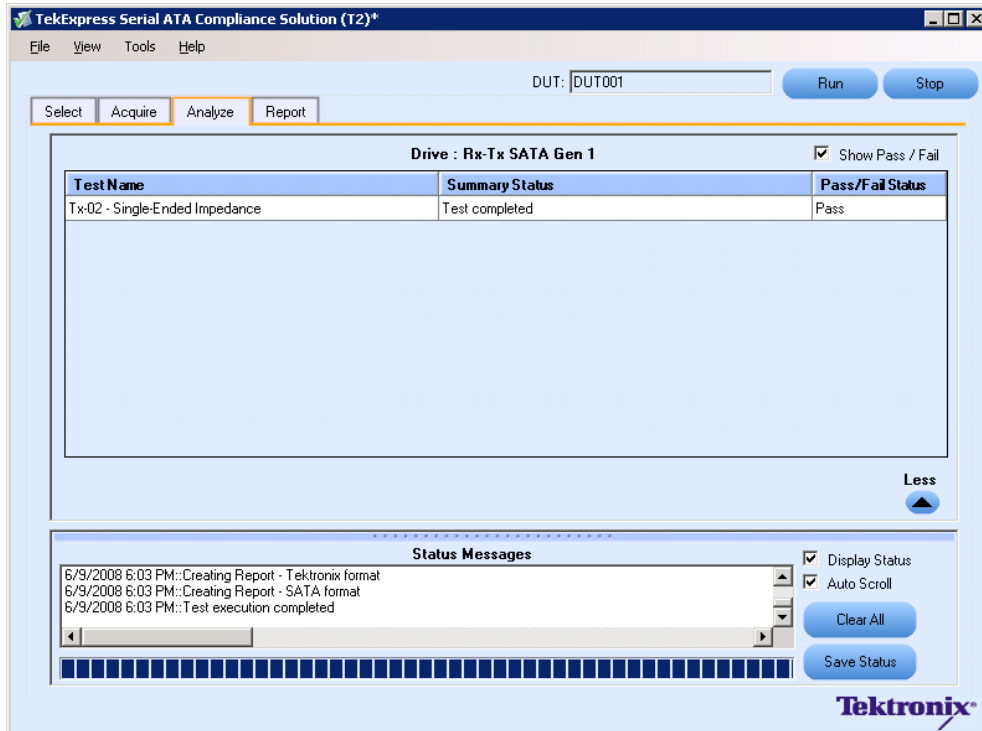 TekExpress Serial ATA Compliance Solution (T2)*
File View Tools Help
DUT: DUT001 Run Stop
Select Acquire Analyze Report
Drive : Rx-Tx SATA Gen 1 Show Pass / Fail
Test Name Summary Status Pass/Fail Status
Tx-02 - Single-Ended Impedance Test completed Pass
Less
Status Messages
Display Status
6/9/2008 6:03 PM::Creating Report - Tektronix format
6/9/2008 6:03 PM::Creating Report - SATA format
6/9/2008 6:03 PM::Test execution completed
Auto Scroll
Clear All
Save Status
Tektronix